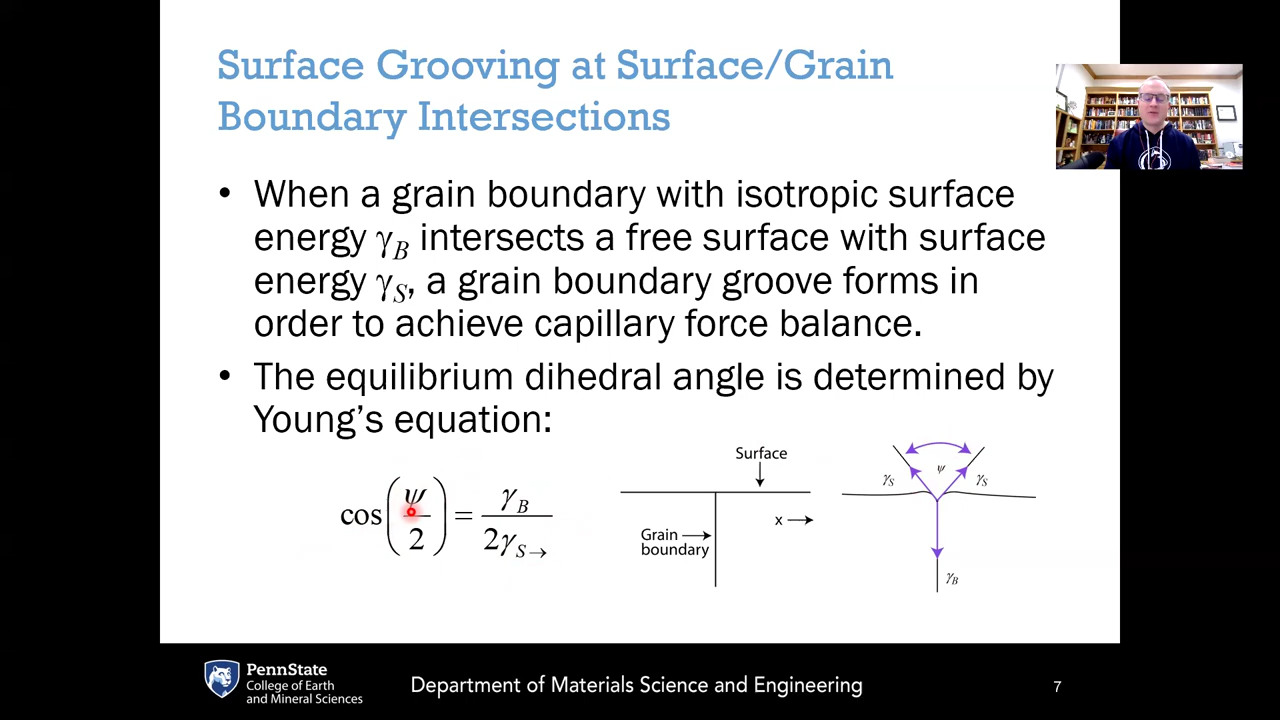 Surface Grooving at Surface/Grain
Boundary Intersections
• When a grain boundary with isotropic surface
energy γB intersects a free surface with surface
energy γS, a grain boundary groove forms in
order to achieve capillary force balance.
• The equilibrium dihedral angle is determined by
Young's equation:
cos(ψ/2) = γB/2γS→
Surface
x
Grain
boundary
γS ψ γS
γB
PennState
College of Earth
and Mineral Sciences
Department of Materials Science and Engineering
7